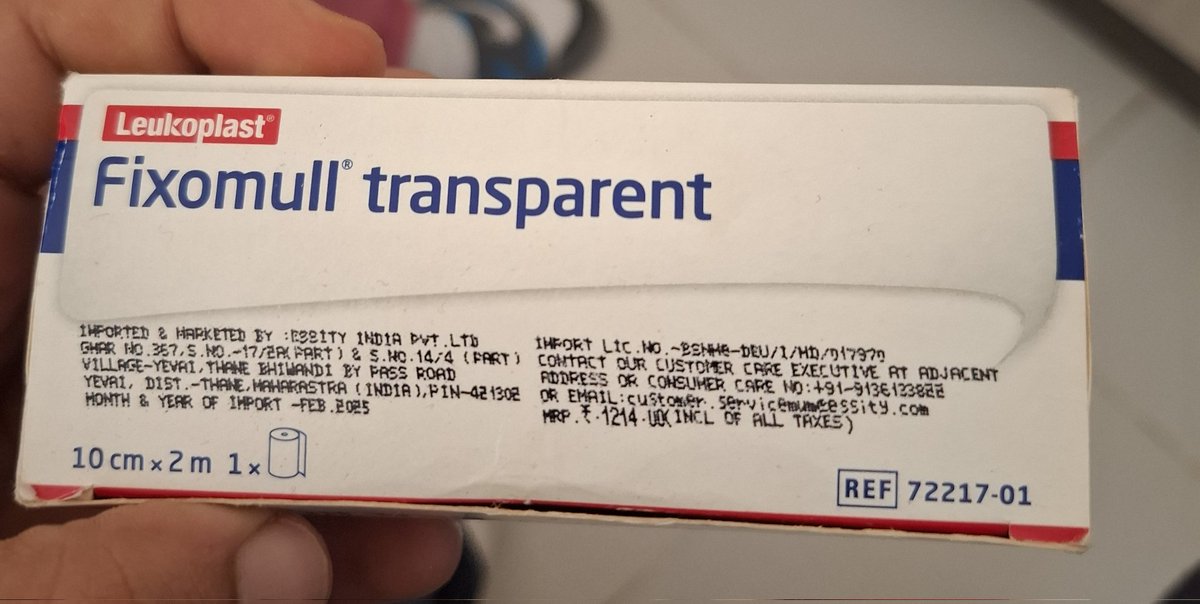 Leukoplast®
Fixomull® transparent
IMPORTED & MARKETED BY :ESSITY INDIA PVT.LTD
GHAR NO.357,S.NO.-17/2A(PART) & S.NO.14/4 (PART)
VILLAGE-YEVAI,THANE BHIWANDI BY PASS ROAD
YEVAI, DIST.-THANE,MAHARASTRA (INDIA),PIN-421302
MONTH & YEAR OF IMPORT -FEB.2025
IMPORT LIC.NO.
CONTACT OUR CUSTOMER CARE EXECUTIVE AT ADJACENT
ADDRESS OR CONSUMER CARE NO:
OR EMAIL:
MRP.₹.1214.00(INCL OF ALL TAXES)
10 cm x 2 m 1 x
REF 72217-01